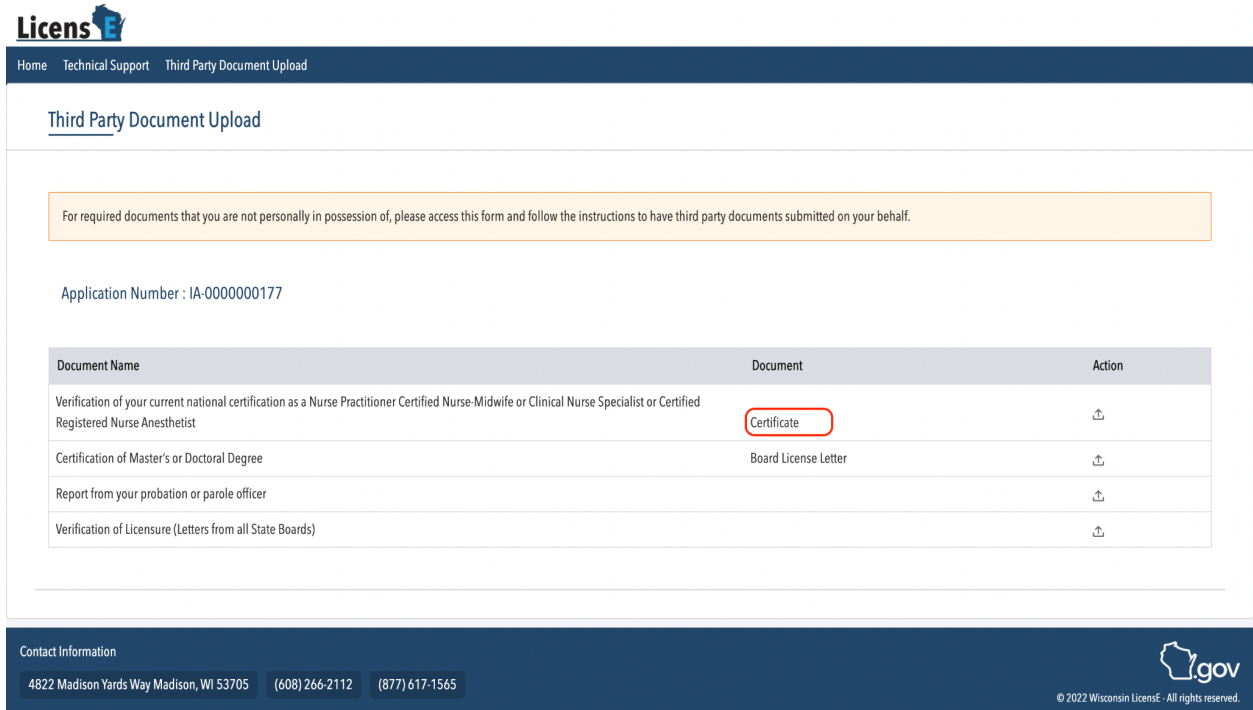 LicensE
Home Technical Support Third Party Document Upload
Third Party Document Upload
For required documents that you are not personally in possession of, please access this form and follow the instructions to have third party documents submitted on your behalf.
Application Number : IA-0000000177
Document Name Document Action
Verification of your current national certification as a Nurse Practitioner Certified Nurse-Midwife or Clinical Nurse Specialist or Certified
Registered Nurse Anesthetist Certificate
Certification of Master's or Doctoral Degree Board License Letter
Report from your probation or parole officer
Verification of Licensure (Letters from all State Boards)
Contact Information
4822 Madison Yards Way Madison, WI 53705 (608) 266-2112 (877) 617-1565
.gov
© 2022 Wisconsin LicensE - All rights reserved.